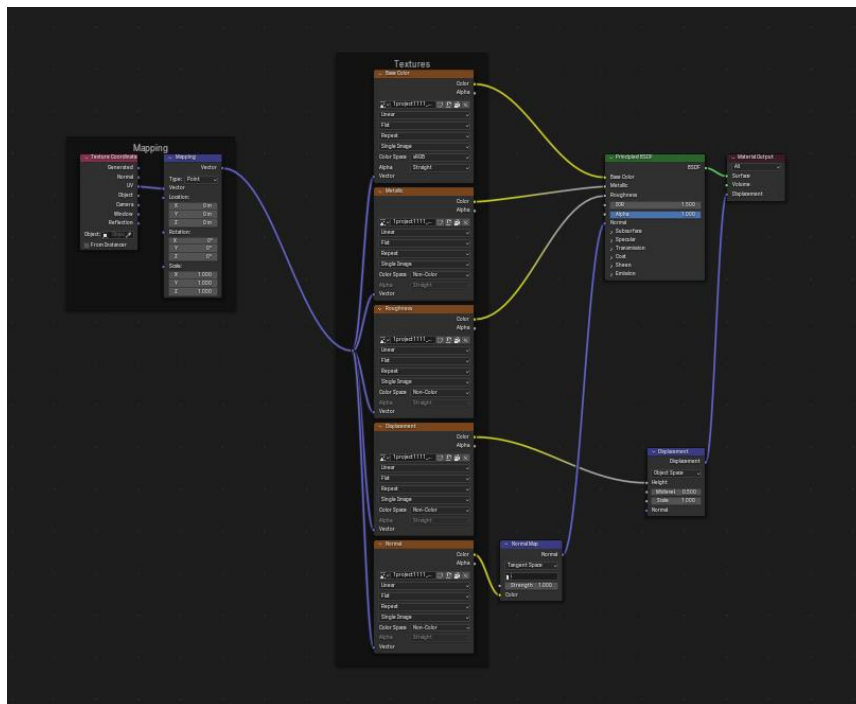 Mapping
Texture Coordinate
Generated
Normal
UV
Object
Camera
Window
Reflection
Object:
From Instancer
Mapping
Vector
Type: Point
Vector
Location:
X 0 m
Y 0 m
Z 0 m
Rotation:
X 0°
Y 0°
Z 0°
Scale:
X 1.000
Y 1.000
Z 1.000
Textures
Base Color
Color
Alpha
1project1111_...
Linear
Flat
Repeat
Single Image
Color Space sRGB
Alpha Straight
Vector
Metallic
Color
Alpha
1project1111_...
Linear
Flat
Repeat
Single Image
Color Space Non-Color
Alpha Straight
Vector
Roughness
Color
Alpha
1project1111_...
Linear
Flat
Repeat
Single Image
Color Space Non-Color
Alpha Straight
Vector
Displacement
Color
Alpha
1project1111_...
Linear
Flat
Repeat
Single Image
Color Space Non-Color
Alpha Straight
Vector
Normal
Color
Alpha
1project1111_...
Linear
Flat
Repeat
Single Image
Color Space Non-Color
Alpha Straight
Vector
Normal Map
Normal
Tangent Space
Strength 1.000
Color
Principled BSDF
BSDF
Base Color
Metallic
Roughness
IOR 1.500
Alpha 1.000
Normal
Subsurface
Specular
Transmission
Coat
Sheen
Emission
Material Output
All
Surface
Volume
Displacement
Displacement
Displacement
Object Space
Height
Midlevel 0.500
Scale 1.000
Normal